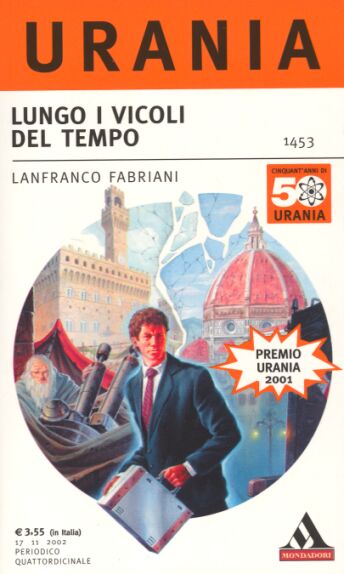 URANIA
LUNGO I VICOLI
DEL TEMPO
1453
LANFRANCO FABRIANI
CINQUANT'ANNI DI
50
URANIA
PREMIO
URANIA
2001
€ 3,55 (in Italia)
17 11 2002
PERIODICO
QUATTORDICINALE
MONDADORI